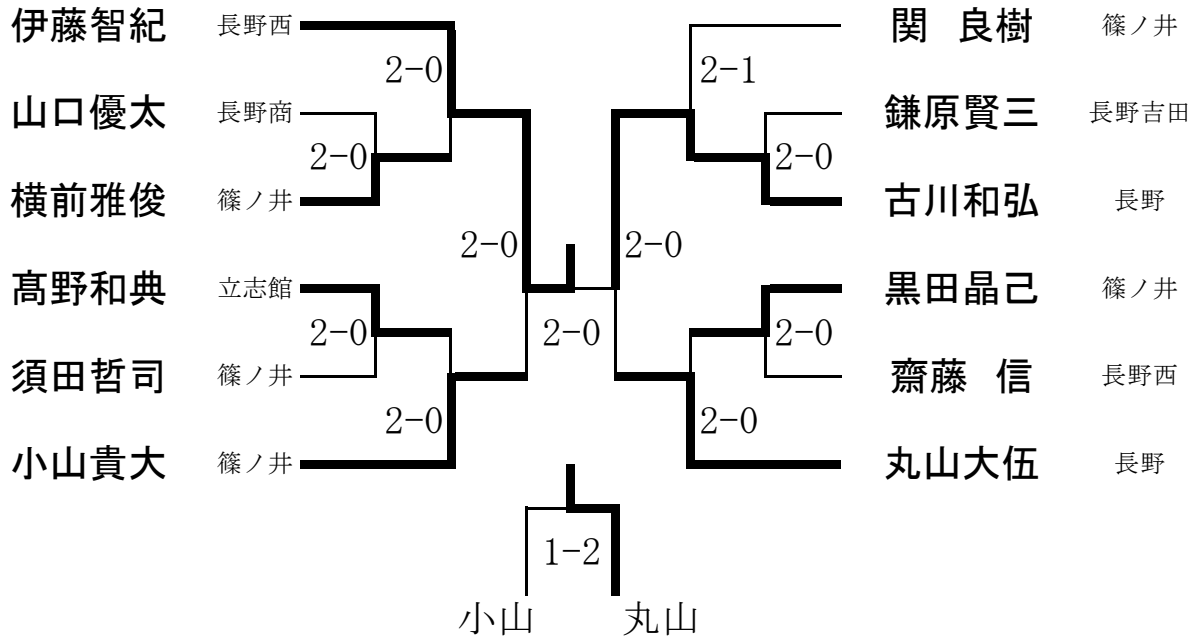 伊藤智紀 長野西 関 良樹 篠ノ井
2-0 2-1
山口優太 長野商 鎌原賢三 長野吉田
2-0 2-0
横前雅俊 篠ノ井 古川和弘 長野
2-0 2-0
髙野和典 立志館 黒田晶己 篠ノ井
2-0 2-0 2-0
須田哲司 篠ノ井 齋藤 信 長野西
2-0 2-0
小山貴大 篠ノ井 丸山大伍 長野
1-2
小山 丸山